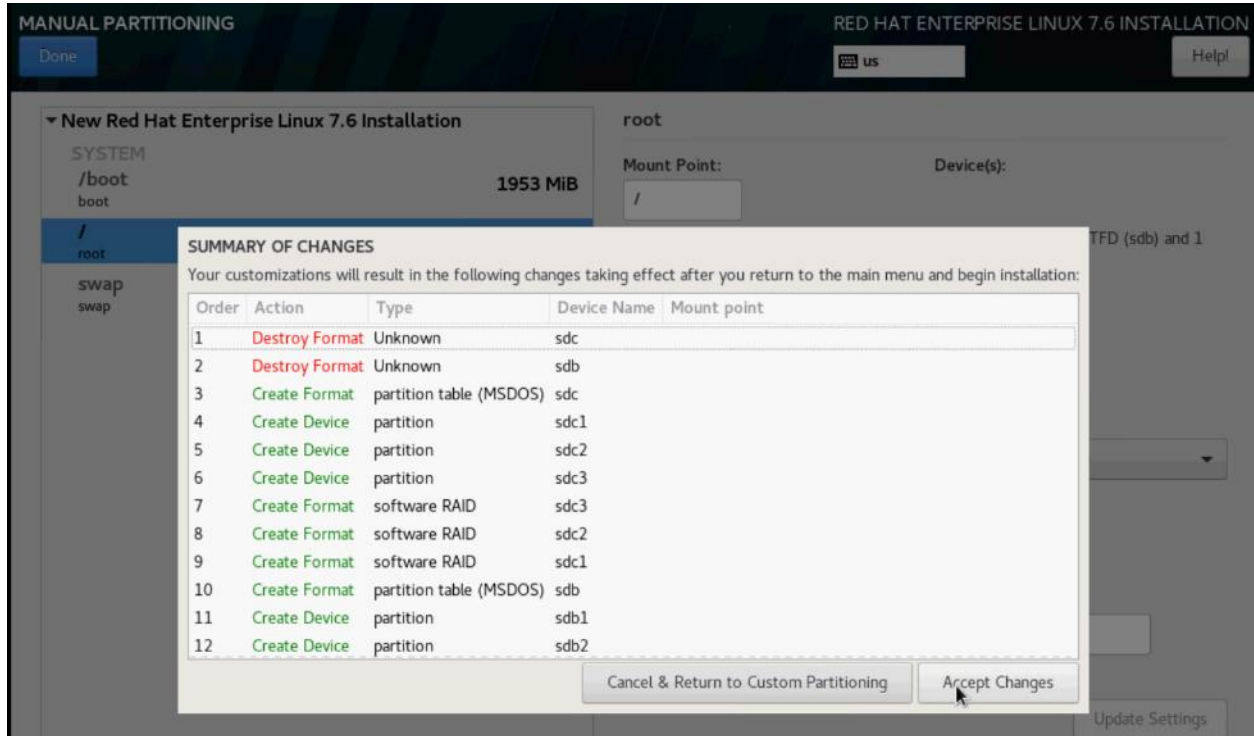 MANUAL PARTITIONING
RED HAT ENTERPRISE LINUX 7.6 INSTALLATION
Done
us
Help!
New Red Hat Enterprise Linux 7.6 Installation
SYSTEM
/boot
boot
1953 MiB
/
root
swap
swap
root
Mount Point:
Device(s):
/
TFD (sdb) and 1
SUMMARY OF CHANGES
Your customizations will result in the following changes taking effect after you return to the main menu and begin installation:
Order Action Type Device Name Mount point
1 Destroy Format Unknown sdc
2 Destroy Format Unknown sdb
3 Create Format partition table (MSDOS) sdc
4 Create Device partition sdc1
5 Create Device partition sdc2
6 Create Device partition sdc3
7 Create Format software RAID sdc3
8 Create Format software RAID sdc2
9 Create Format software RAID sdc1
10 Create Format partition table (MSDOS) sdb
11 Create Device partition sdb1
12 Create Device partition sdb2
Cancel & Return to Custom Partitioning
Accept Changes
Update Settings